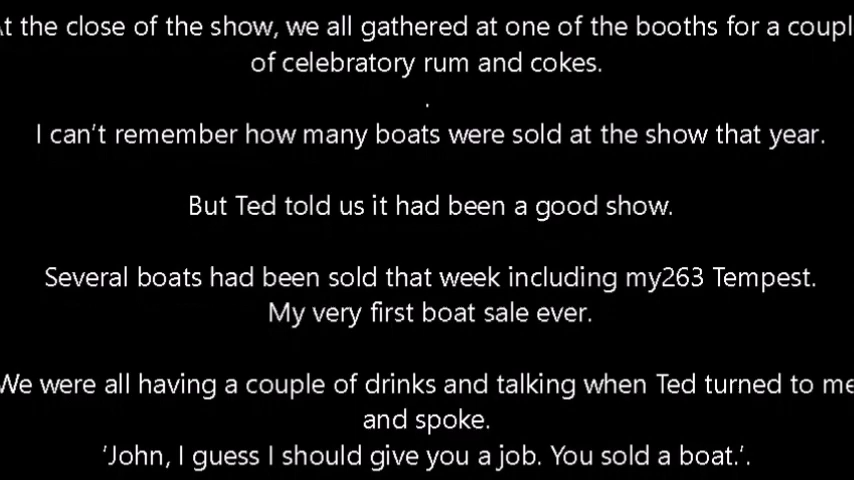 At the close of the show, we all gathered at one of the booths for a coupl
of celebratory rum and cokes.
.
I can't remember how many boats were sold at the show that year.
But Ted told us it had been a good show.
Several boats had been sold that week including my263 Tempest.
My very first boat sale ever.
We were all having a couple of drinks and talking when Ted turned to me
and spoke.
'John, I guess I should give you a job. You sold a boat.'.